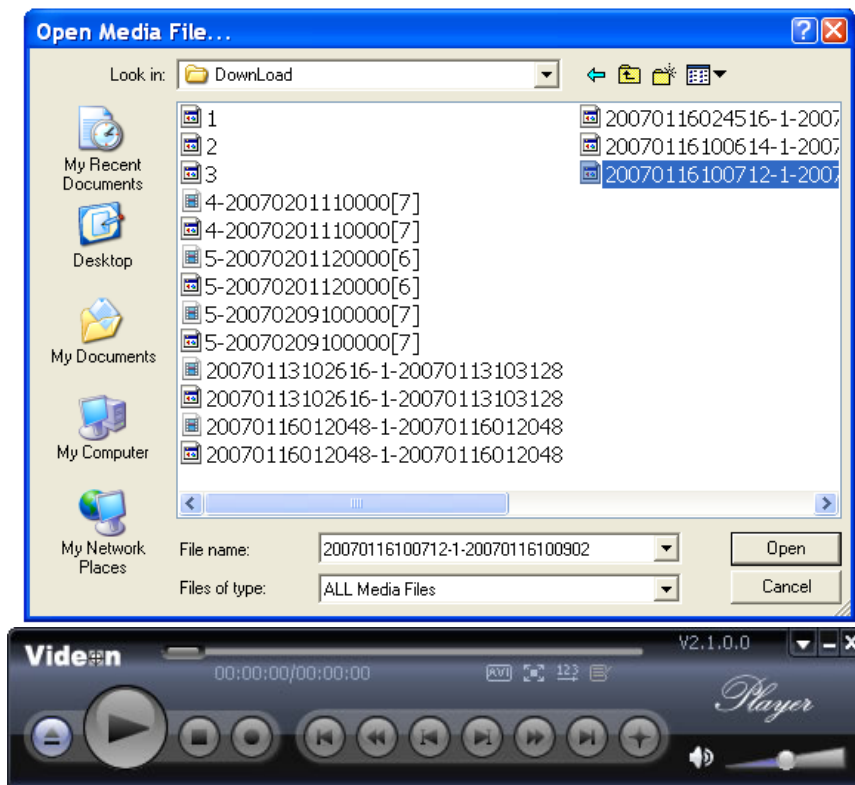 Open Media File...
Look in:
DownLoad
My Recent
Documents
Desktop
My Documents
My Computer
My Network
Places
1
2
3
4-20070201110000[7]
4-20070201110000[7]
5-20070201120000[6]
5-20070201120000[6]
5-20070209100000[7]
5-20070209100000[7]
20070113102616-1-20070113103128
20070113102616-1-20070113103128
20070116012048-1-20070116012048
20070116012048-1-20070116012048
20070116024516-1-2007
20070116100614-1-2007
20070116100712-1-2007
File name:
20070116100712-1-20070116100902
Open
Files of type:
ALL Media Files
Cancel
Videon
V2.1.0.0
00:00:00/00:00:00
AVI
123
Player